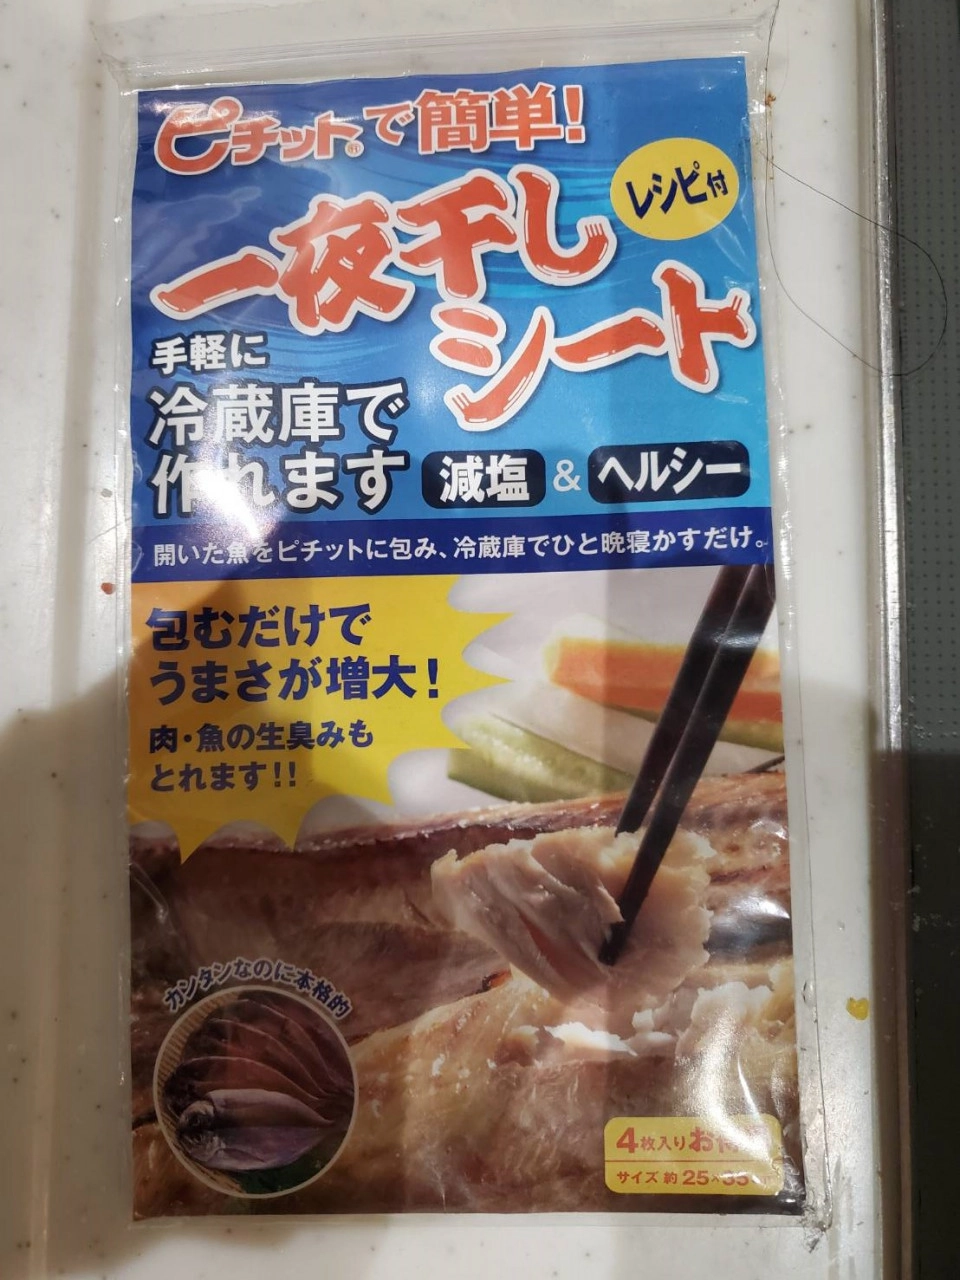 ピチット®で簡単!
レシピ付
一夜干し
シート
手軽に
冷蔵庫で
作れます
減塩 & ヘルシー
開いた魚をピチットに包み、冷蔵庫でひと晩寝かすだけ。
包むだけで
うまさが増大!
肉・魚の生臭みも
とれます!!
カンタンなのに本格的
4枚入り
サイズ 約 25×35